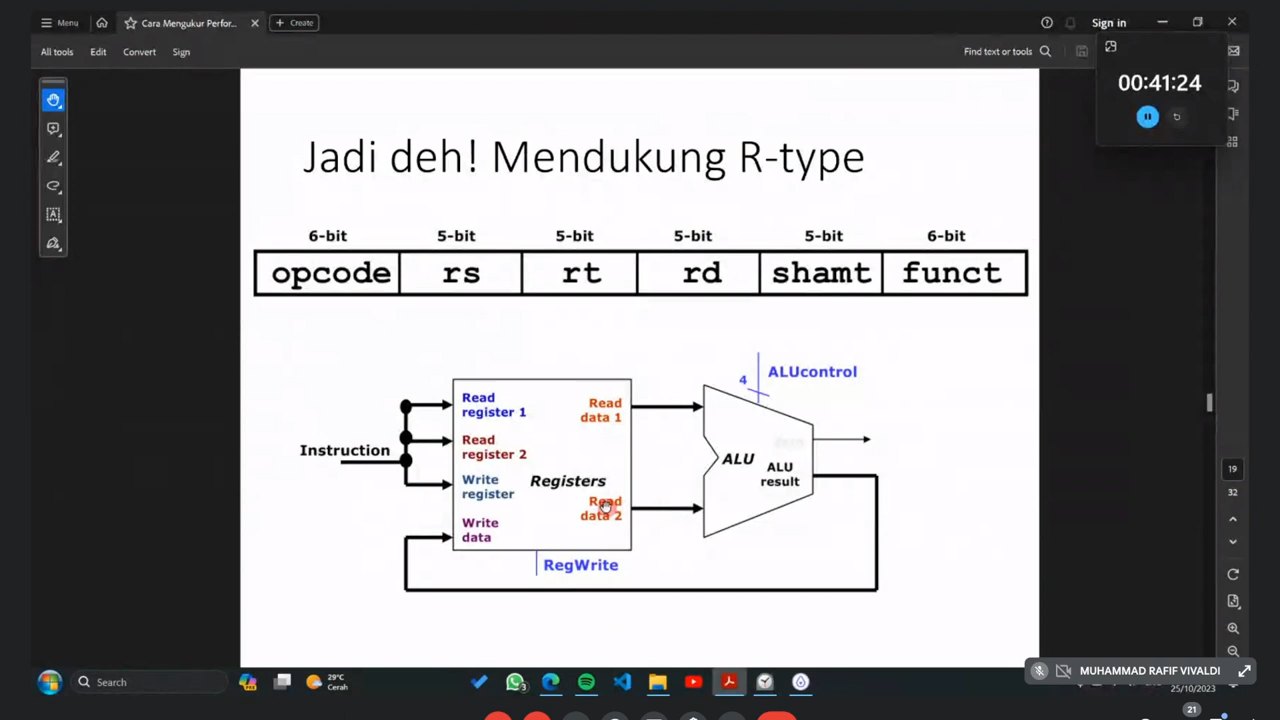 Menu
Cara Mengukur Perfor...
Create
Sign in
All tools
Edit
Convert
Sign
Find text or tools
00:41:24
Jadi deh! Mendukung R-type
6-bit 5-bit 5-bit 5-bit 5-bit 6-bit
opcode rs rt rd shamt funct
ALUcontrol
4
Read
register 1
Read
data 1
Instruction
Read
register 2
ALU
ALU
result
Write
register
Registers
Read
data 2
Write
data
RegWrite
19
32
Search
29°C
Cerah
3
MUHAMMAD RAFIF VIVALDI
25/10/2023
21